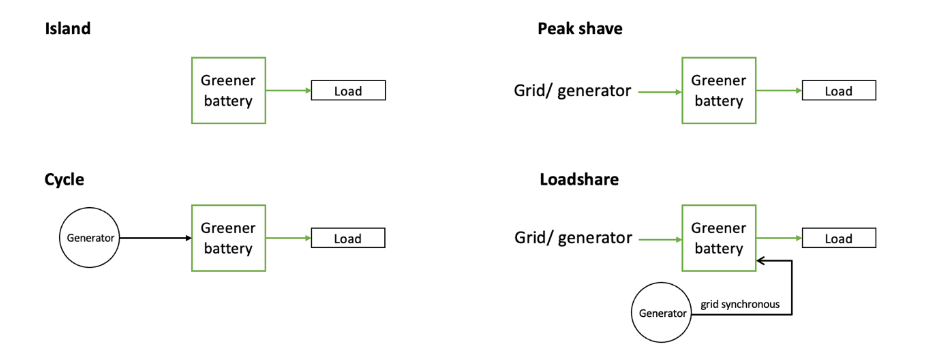 Island
Greener
battery
Load
Peak shave
Grid/ generator
Greener
battery
Load
Cycle
Generator
Greener
battery
Load
Loadshare
Grid/ generator
Greener
battery
Load
Generator
grid synchronous